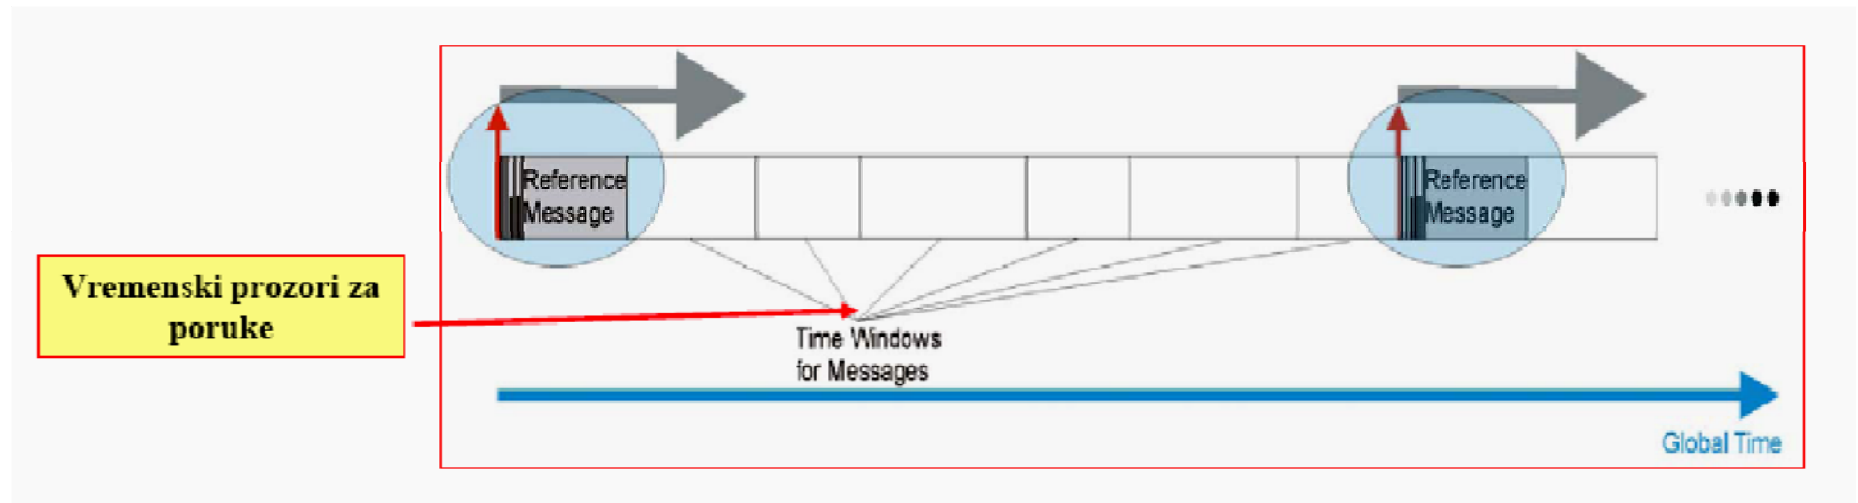 Reference
Message
Reference
Message
Vremenski prozori za
poruke
Time Windows
for Messages
Global Time